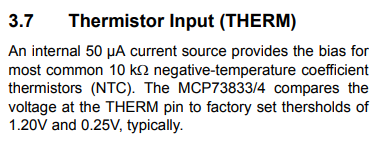 3.7 Thermistor Input (THERM)
An internal 50 µA current source provides the bias for
most common 10 kΩ negative-temperature coefficient
thermistors (NTC). The MCP73833/4 compares the
voltage at the THERM pin to factory set thersholds of
1.20V and 0.25V, typically.